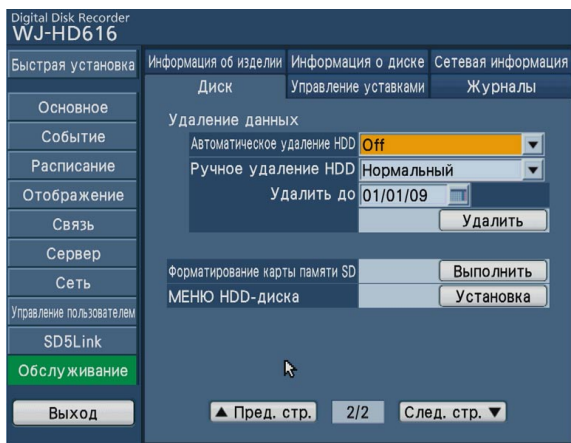 Digital Disk Recorder
WJ-HD616
Быстрая установка
Основное
Событие
Расписание
Отображение
Связь
Сервер
Сеть
Управление пользователем
SD5Link
Обслуживание
Выход
Информация об изделии Информация о диске Сетевая информация
Диск Управление уставками Журналы
Удаление данных
Автоматическое удаление HDD Off
Ручное удаление HDD Нормальный
Удалить до 01/01/09
Удалить
Форматирование карты памяти SD Выполнить
МЕНЮ HDD-диска Установка
▲ Пред. стр. 2/2 След. стр. ▼